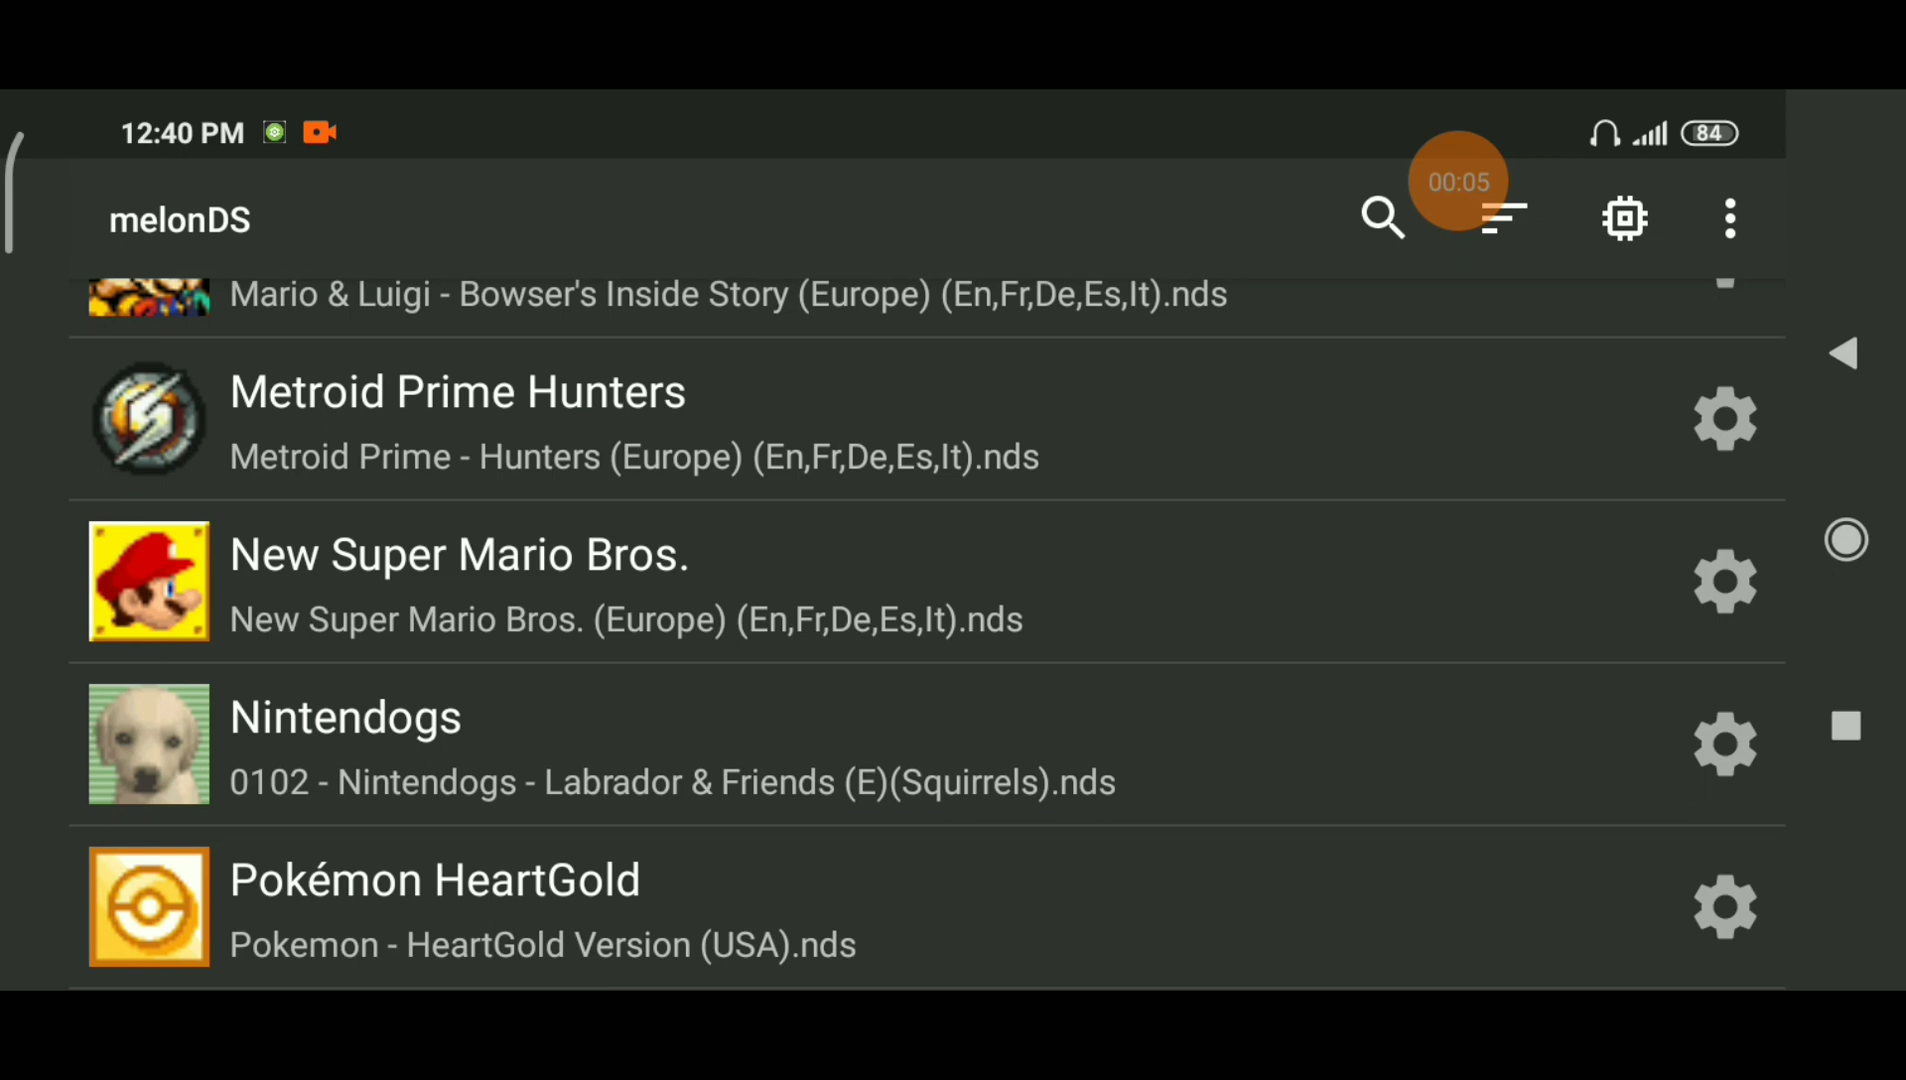 12:40 PM
84
00:05
melonDS
Mario & Luigi - Bowser's Inside Story (Europe) (En,Fr,De,Es,It).nds
Metroid Prime Hunters
Metroid Prime - Hunters (Europe) (En,Fr,De,Es,It).nds
New Super Mario Bros.
New Super Mario Bros. (Europe) (En,Fr,De,Es,It).nds
Nintendogs
0102 - Nintendogs - Labrador & Friends (E)(Squirrels).nds
Pokémon HeartGold
Pokemon - HeartGold Version (USA).nds